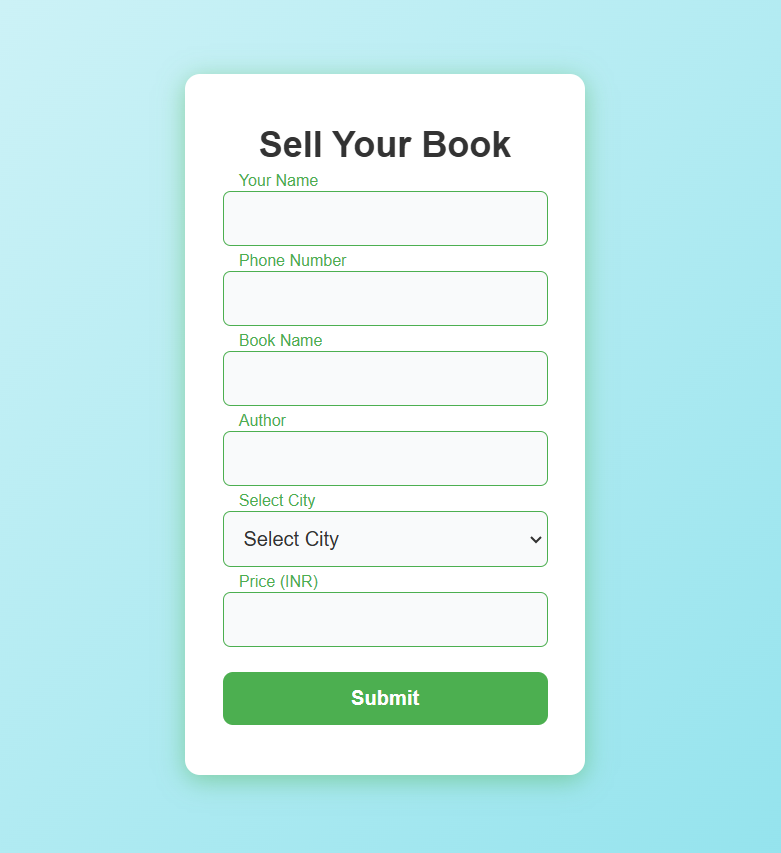 Sell Your Book
Your Name
Phone Number
Book Name
Author
Select City
Select City
Price (INR)
Submit